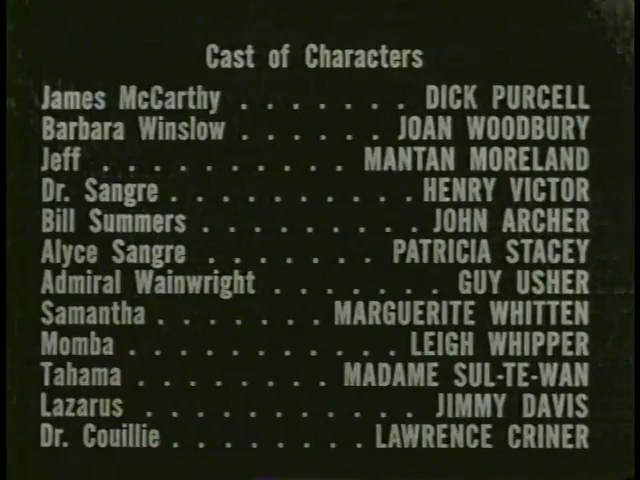 Cast of Characters
James McCarthy . . . . . . . DICK PURCELL
Barbara Winslow . . . . . . JOAN WOODBURY
Jeff . . . . . . . . . . MANTAN MORELAND
Dr. Sangre . . . . . . . . . . HENRY VICTOR
Bill Summers . . . . . . . . . JOHN ARCHER
Alyce Sangre . . . . . . . PATRICIA STACEY
Admiral Wainwright . . . . . . . GUY USHER
Samantha . . . . . . . MARGUERITE WHITTEN
Momba . . . . . . . . . . . LEIGH WHIPPER
Tahama . . . . . . . . MADAME SUL-TE-WAN
Lazarus . . . . . . . . . . . JIMMY DAVIS
Dr. Couillie . . . . . . . . LAWRENCE CRINER